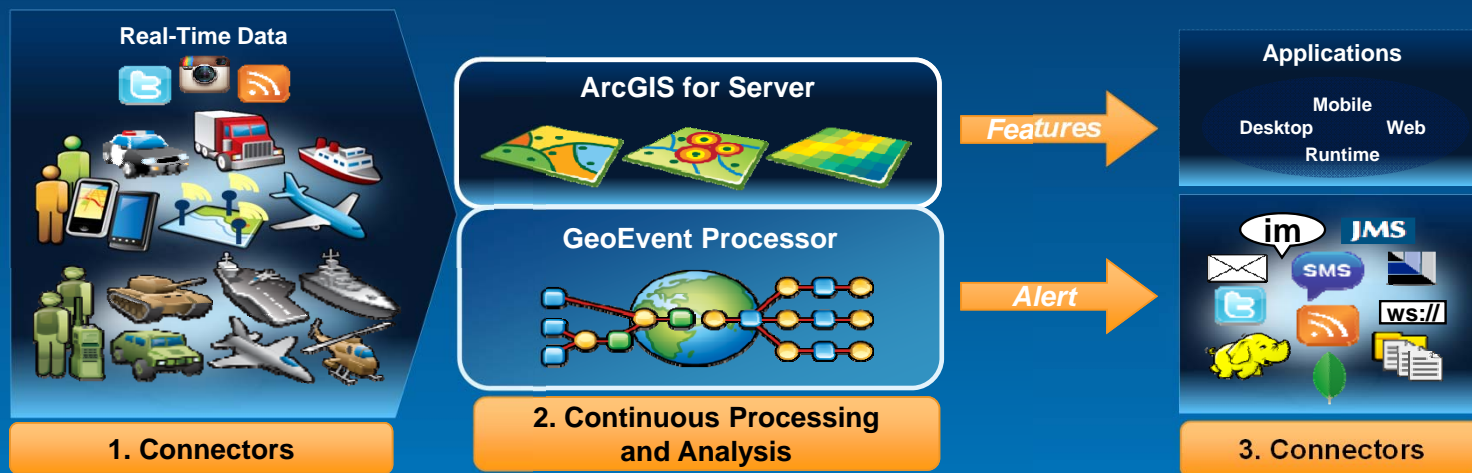 Real-Time Data
1. Connectors
ArcGIS for Server
GeoEvent Processor
2. Continuous Processing
and Analysis
Features
Alert
Applications
Mobile
Desktop Web
Runtime
im JMS
SMS
ws://
3. Connectors